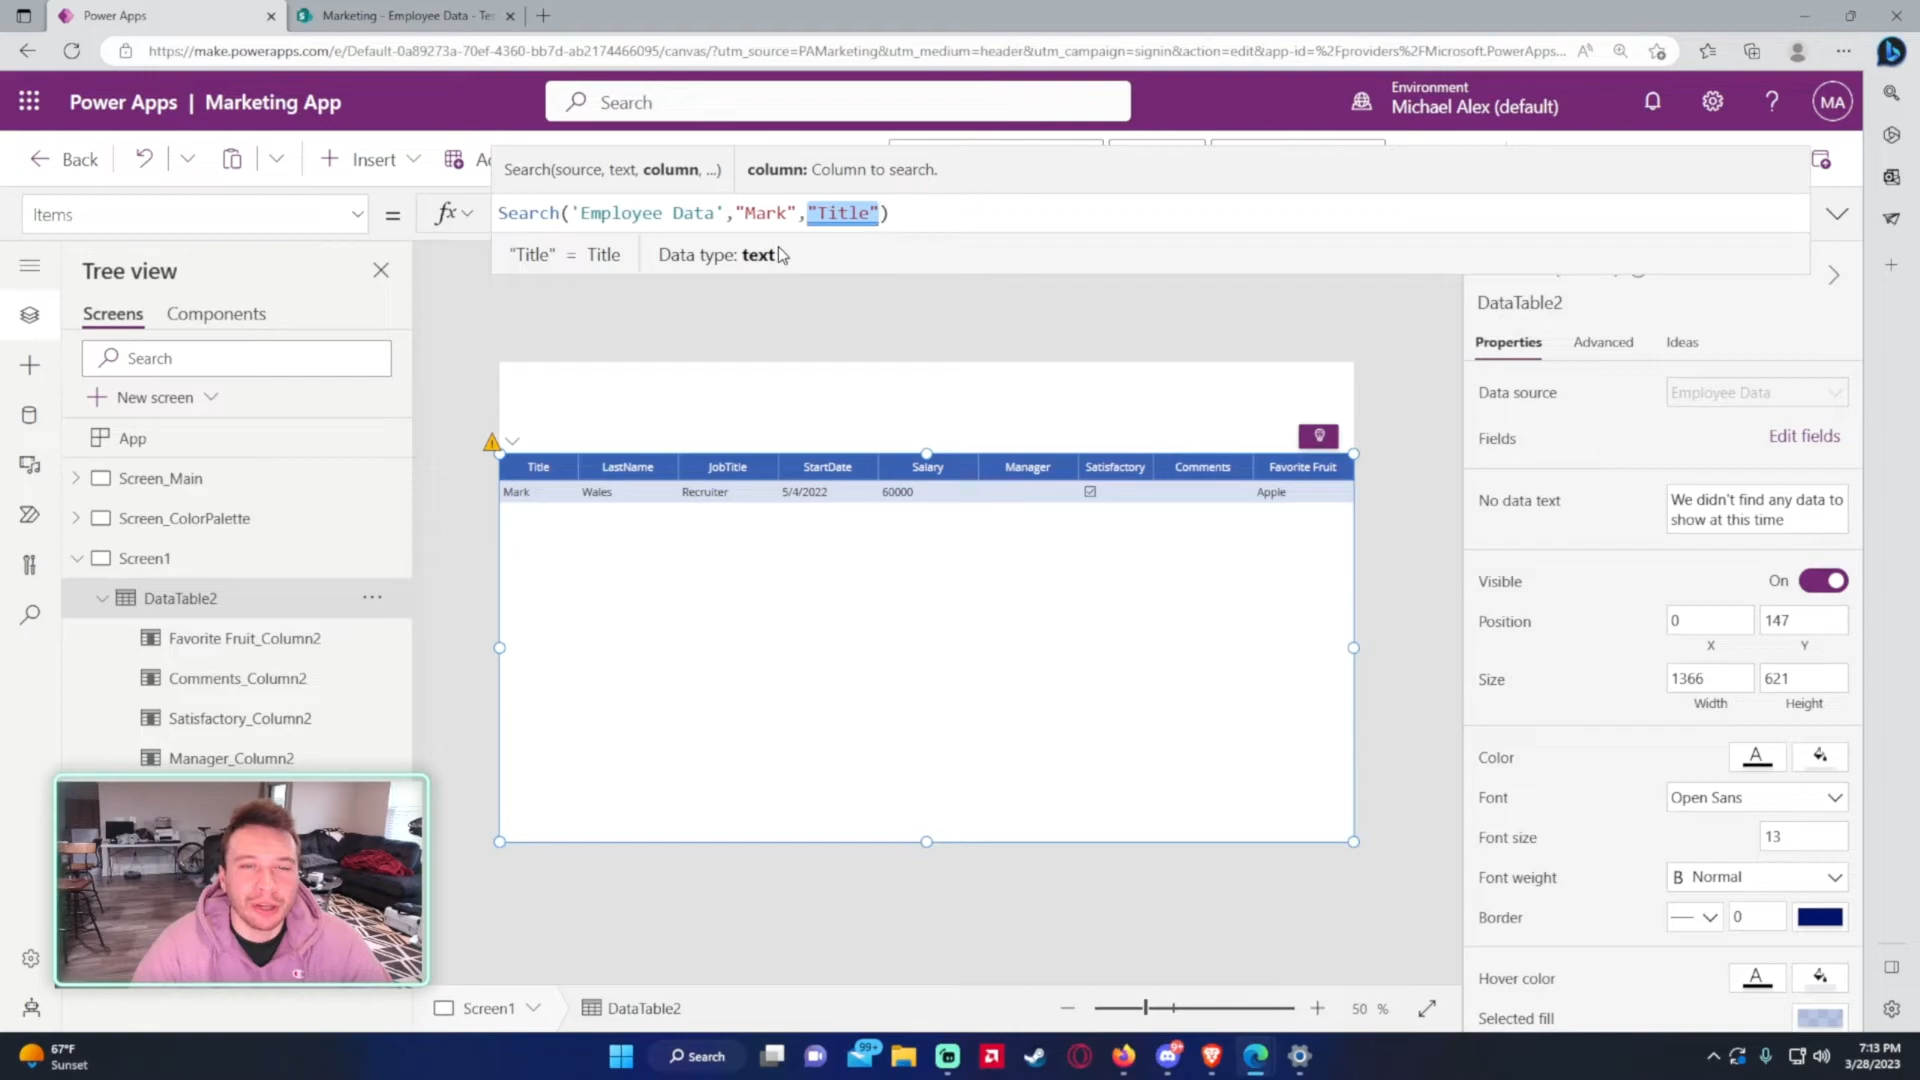 Power Apps
Marketing - Employee Data - Tes
https://make.powerapps.com/e/Default-0a89273a-70ef-4360-bb7d-ab2174466095/canvas/?utm_source=PAMarketing&utm_medium=header&utm_campaign=signin&action=edit&app-id=%2Fproviders%2FMicrosoft.PowerApps...
Power Apps | Marketing App
Search
Environment
Michael Alex (default)
MA
Back
Insert
Search(source, text, column, ...)
column: Column to search.
Items
=
fx
Search('Employee Data',"Mark","Title")
"Title" = Title
Data type: text
Tree view
Screens
Components
Search
New screen
App
Screen_Main
Screen_ColorPalette
Screen1
DataTable2
Favorite Fruit_Column2
Comments_Column2
Satisfactory_Column2
Manager_Column2
Title LastName JobTitle StartDate Salary Manager Satisfactory Comments Favorite Fruit
Mark Wales Recruiter 5/4/2022 60000 Apple
DataTable2
Properties
Advanced
Ideas
Data source
Employee Data
Fields
Edit fields
No data text
We didn't find any data to
show at this time
Visible
On
Position
0
147
X
Y
Size
1366
621
Width
Height
Color
A
Font
Open Sans
Font size
13
Font weight
B Normal
Border
0
Hover color
A
Selected fill
Screen1
DataTable2
50 %
67°F
Sunset
Search
99+
9+
7:13 PM
3/28/2023